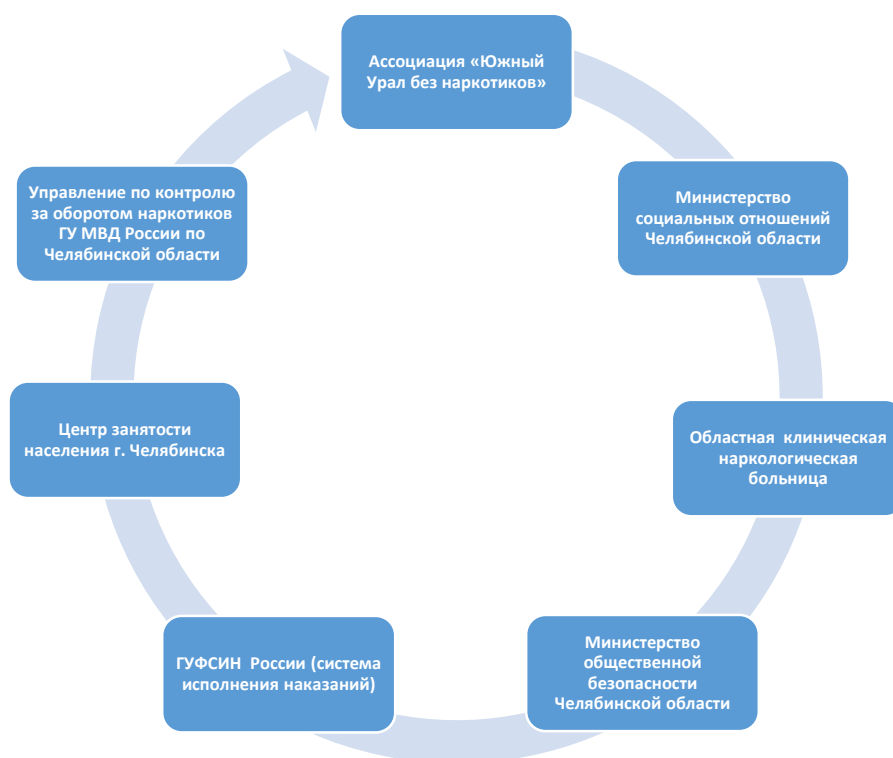 Ассоциация «Южный
Урал без наркотиков»
Министерство
социальных отношений
Челябинской области
Областная клиническая
наркологическая
больница
Министерство
общественной
безопасности
Челябинской области
ГУФСИН России (система
исполнения наказаний)
Центр занятости
населения г. Челябинска
Управление по контролю
за оборотом наркотиков
ГУ МВД России по
Челябинской области